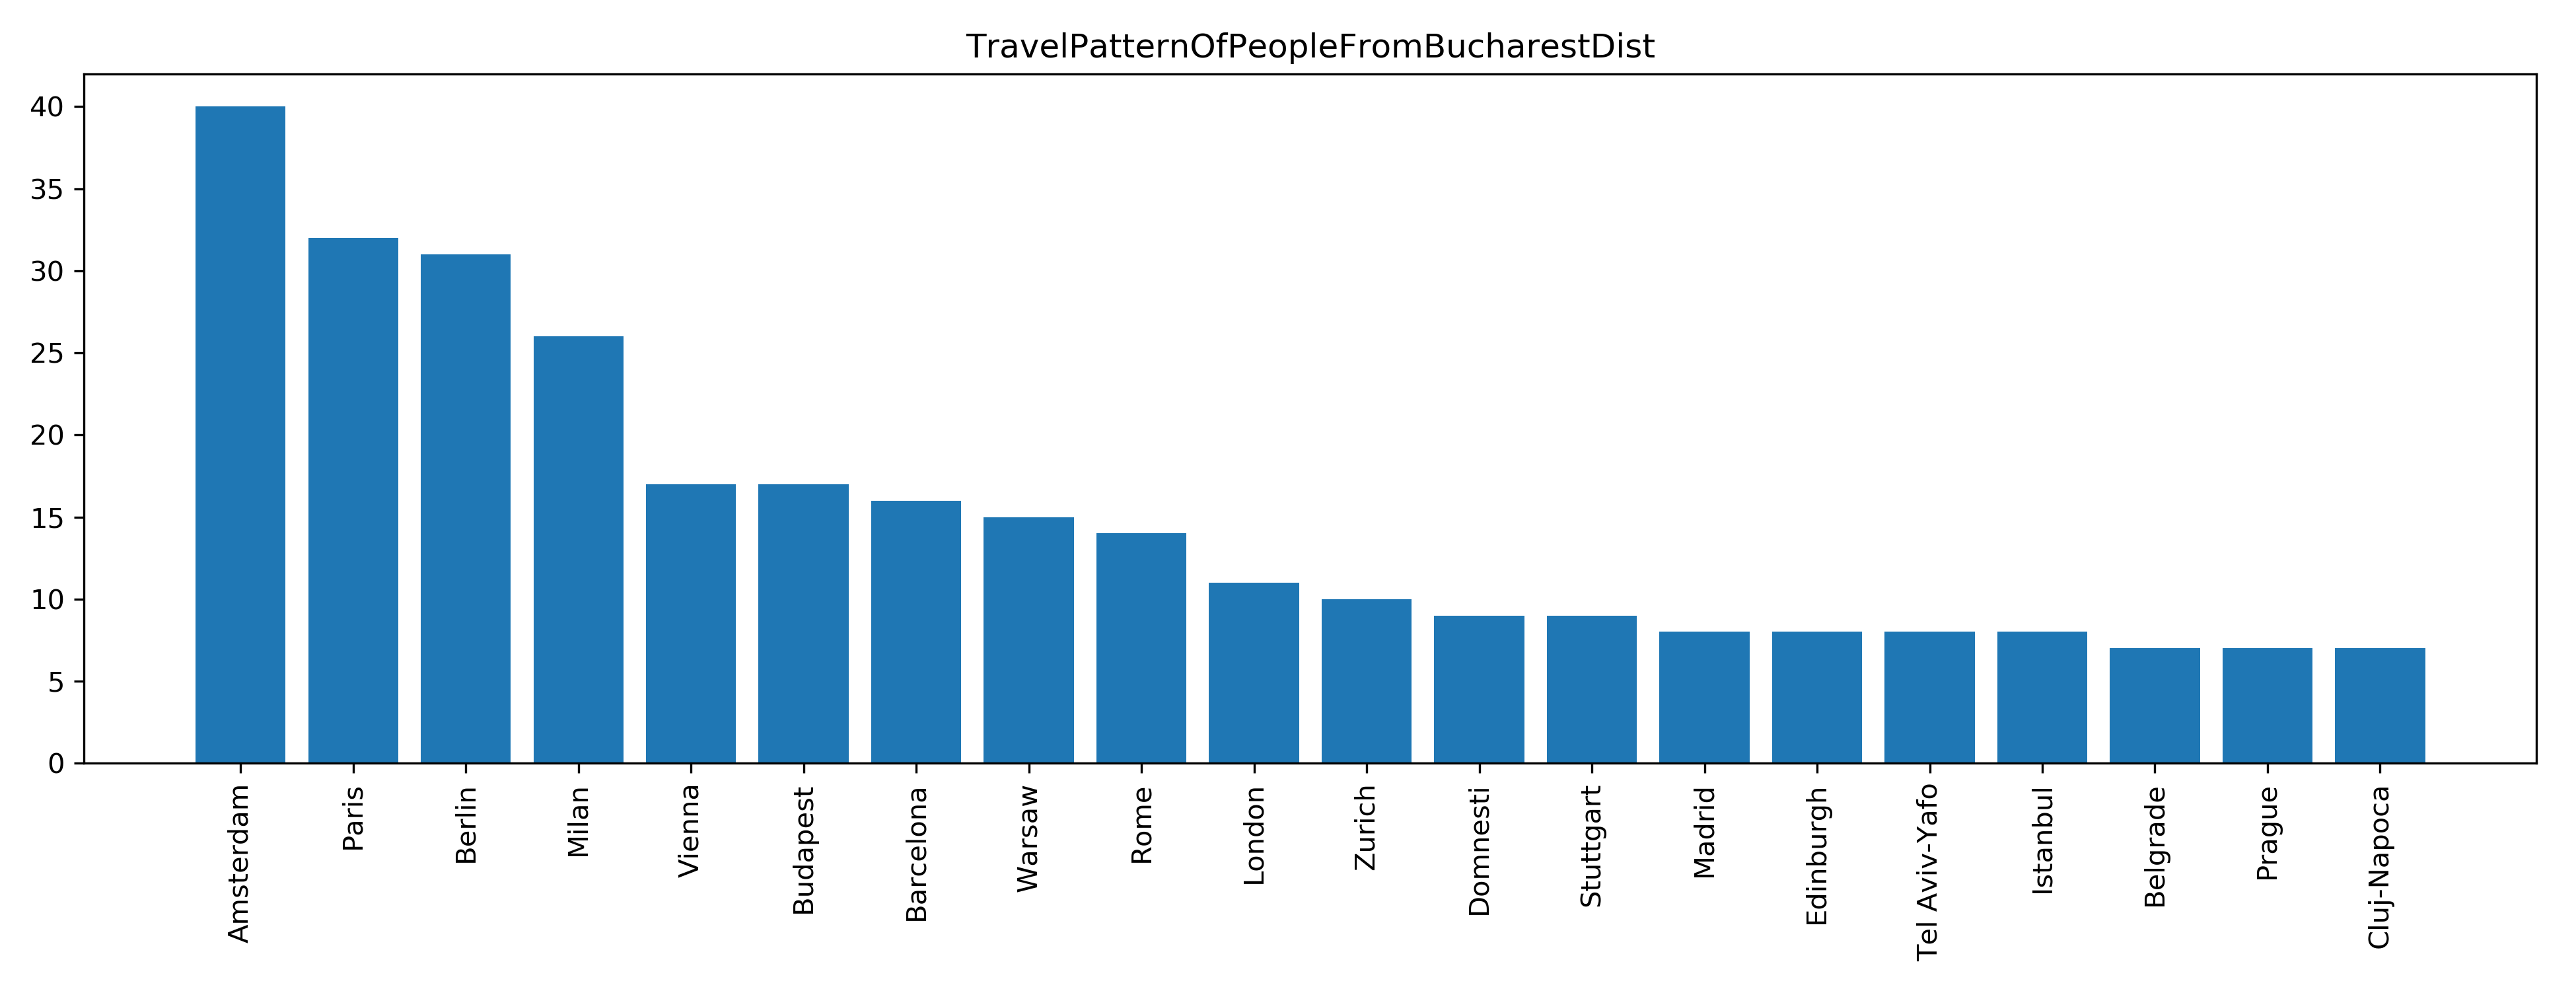 TravelPatternOfPeopleFromBucharestDist
40
35
30
25
20
15
10
5
0
Amsterdam
Paris
Berlin
Milan
Vienna
Budapest
Barcelona
Warsaw
Rome
London
Zurich
Domnesti
Stuttgart
Madrid
Edinburgh
Tel Aviv-Yafo
Istanbul
Belgrade
Prague
Cluj-Napoca